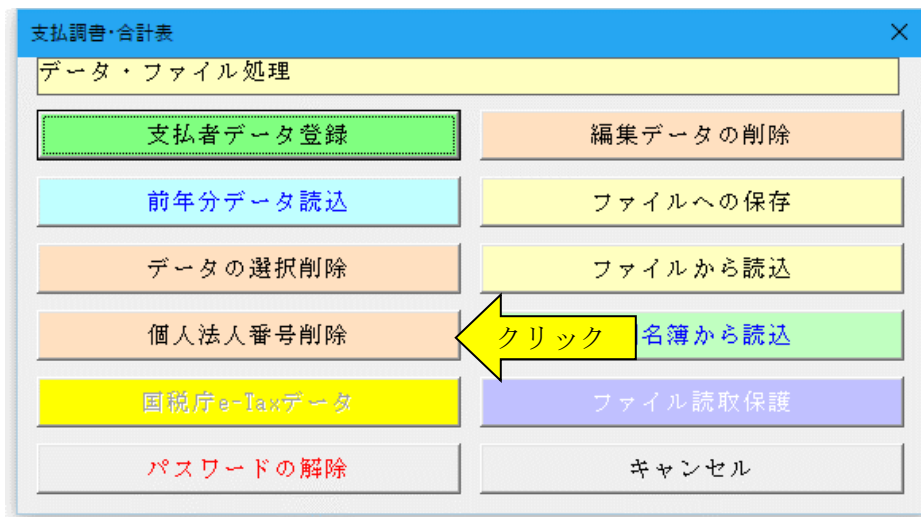 支払調書・合計表
データ・ファイル処理
支払者データ登録
編集データの削除
前年分データ読込
ファイルへの保存
データの選択削除
ファイルから読込
個人法人番号削除
クリック
名簿から読込
国税庁e-Taxデータ
ファイル読取保護
パスワードの解除
キャンセル